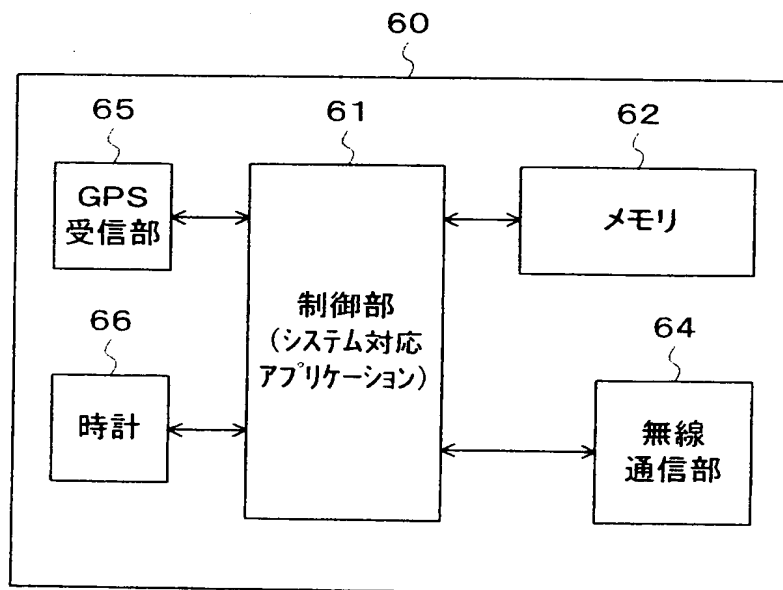 60
65
61
62
GPS
受信部
メモリ
制御部
(システム対応
アプリケーション)
66
64
時計
無線
通信部